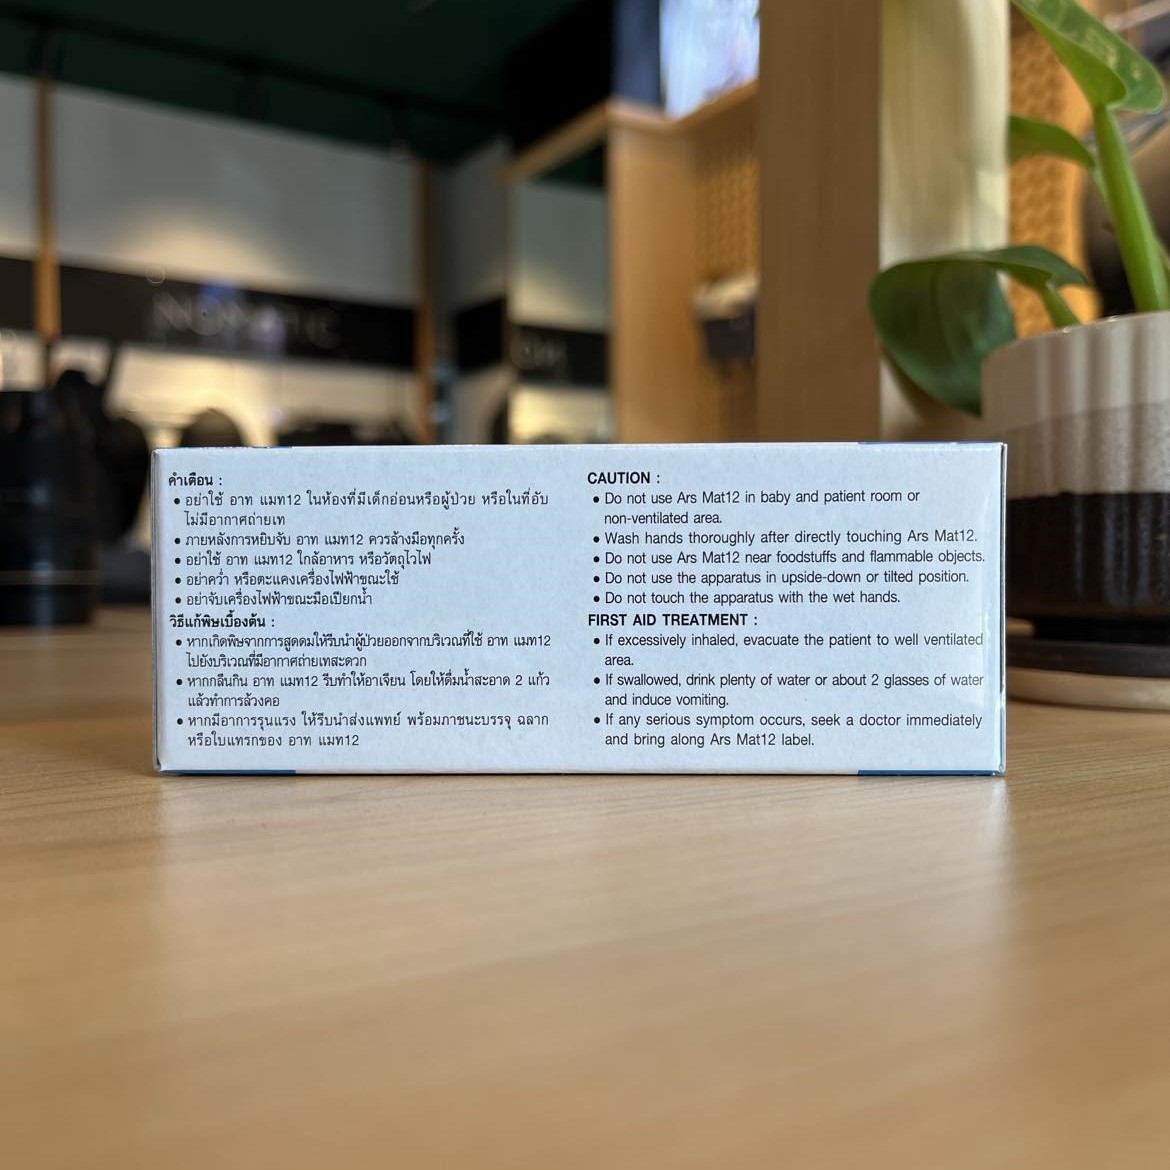 คำเตือน :
• อย่าใช้ อาท แมท12 ในห้องที่มีเด็กอ่อนหรือผู้ป่วย หรือในที่อับ
ไม่มีอากาศถ่ายเท
• ภายหลังการหยิบจับ อาท แมท12 ควรล้างมือทุกครั้ง
• อย่าใช้ อาท แมท12 ใกล้อาหาร หรือวัตถุไวไฟ
• อย่าคว่ำ หรือตะแคงเครื่องไฟฟ้าขณะใช้
• อย่าจับเครื่องไฟฟ้าขณะมือเปียกน้ำ
วิธีแก้พิษเบื้องต้น :
• หากเกิดพิษจากการสูดดมให้รีบนำผู้ป่วยออกจากบริเวณที่ใช้ อาท แมท12
ไปยังบริเวณที่มีอากาศถ่ายเทสะดวก
• หากกลืนกิน อาท แมท12 รีบทำให้อาเจียน โดยให้ดื่มน้ำสะอาด 2 แก้ว
แล้วทำการล้วงคอ
• หากมีอาการรุนแรง ให้รีบนำส่งแพทย์ พร้อมภาชนะบรรจุ ฉลาก
หรือใบแทรกของ อาท แมท12
CAUTION :
• Do not use Ars Mat12 in baby and patient room or
non-ventilated area.
• Wash hands thoroughly after directly touching Ars Mat12.
• Do not use Ars Mat12 near foodstuffs and flammable objects.
• Do not use the apparatus in upside-down or tilted position.
• Do not touch the apparatus with the wet hands.
FIRST AID TREATMENT :
• If excessively inhaled, evacuate the patient to well ventilated
area.
• If swallowed, drink plenty of water or about 2 glasses of water
and induce vomiting.
• If any serious symptom occurs, seek a doctor immediately
and bring along Ars Mat12 label.